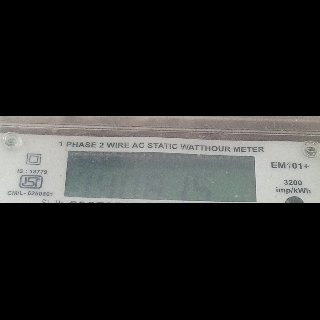 1 PHASE 2 WIRE AC STATIC WATTHOUR METER
EM101+
IS : 13779
3200
imp/kWh